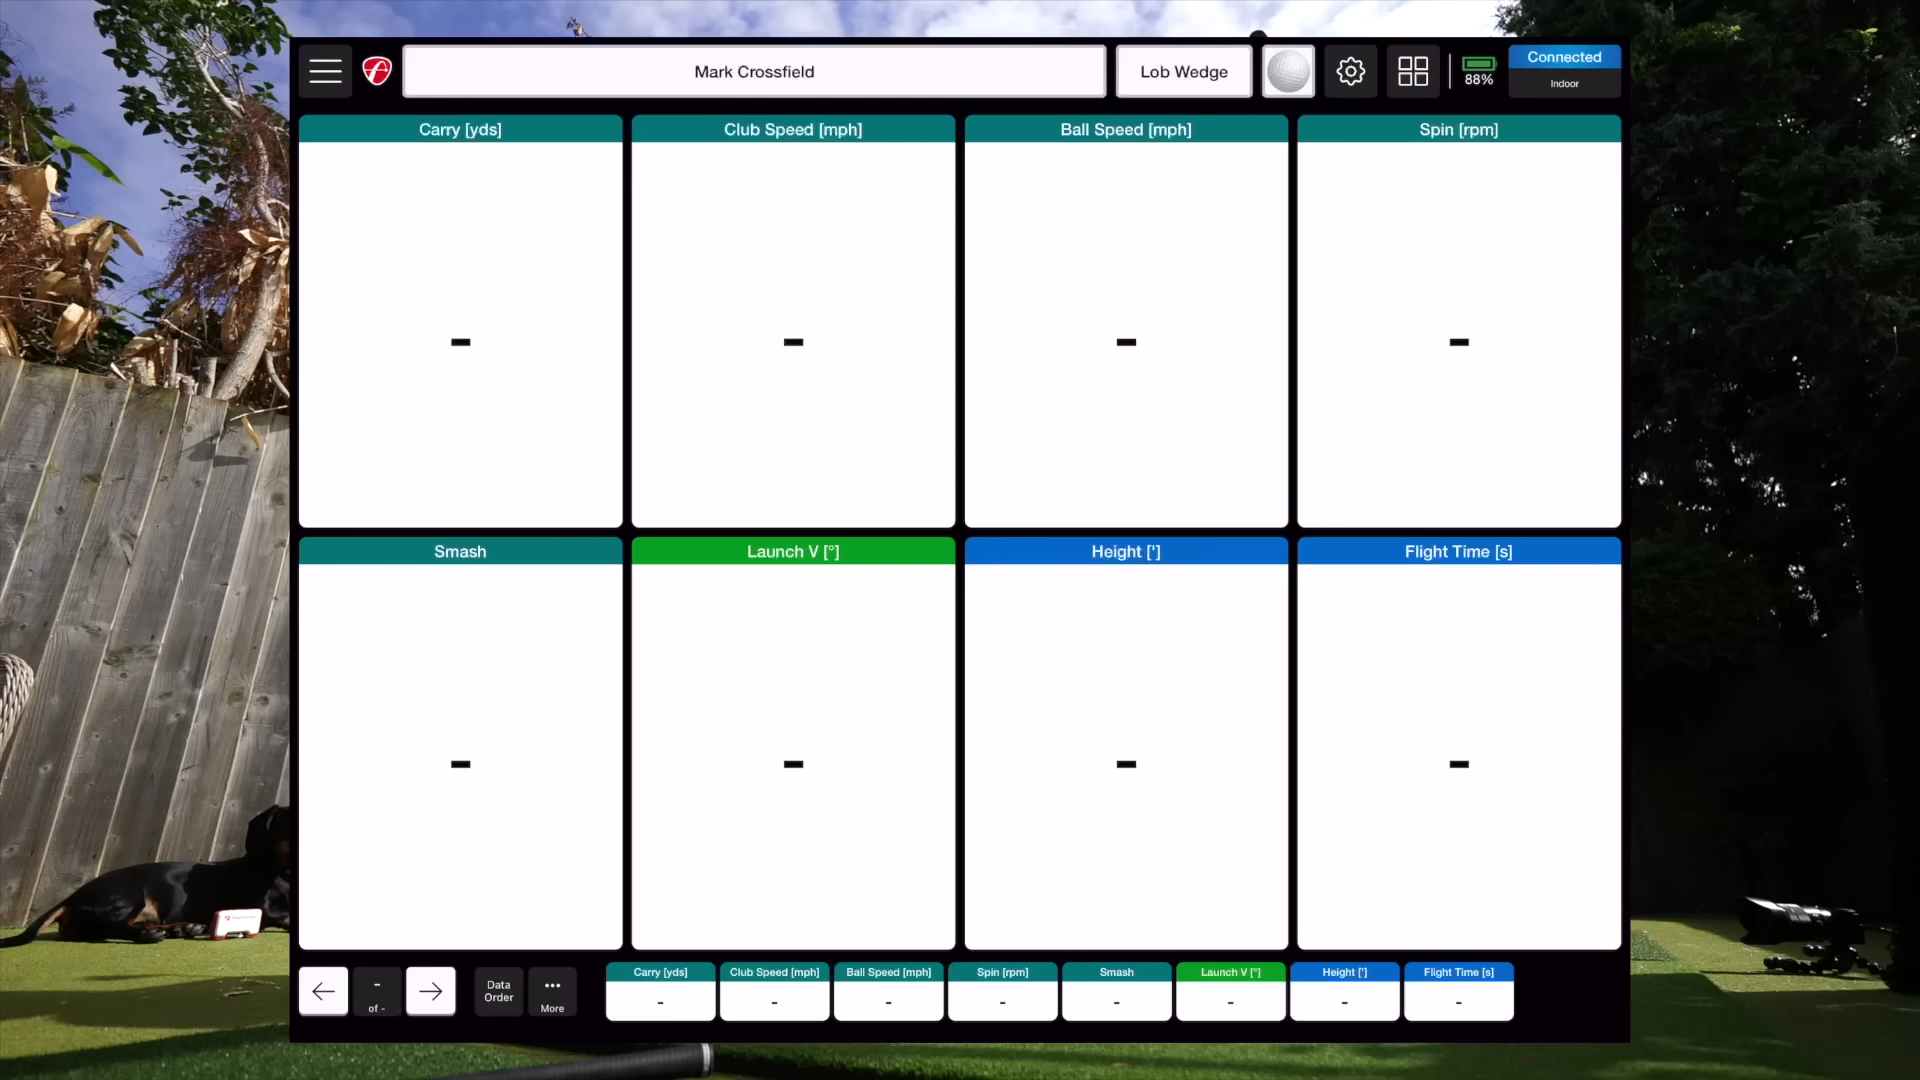 Mark Crossfield
Lob Wedge
88%
Connected
Indoor
Carry [yds]
Club Speed [mph]
Ball Speed [mph]
Spin [rpm]
-
-
-
-
Smash
Launch V [°]
Height [']
Flight Time [s]
-
-
-
-
-
of -
Data
Order
More
Carry [yds]
Club Speed [mph]
Ball Speed [mph]
Spin [rpm]
Smash
Launch V [°]
Height [']
Flight Time [s]
-
-
-
-
-
-
-
-